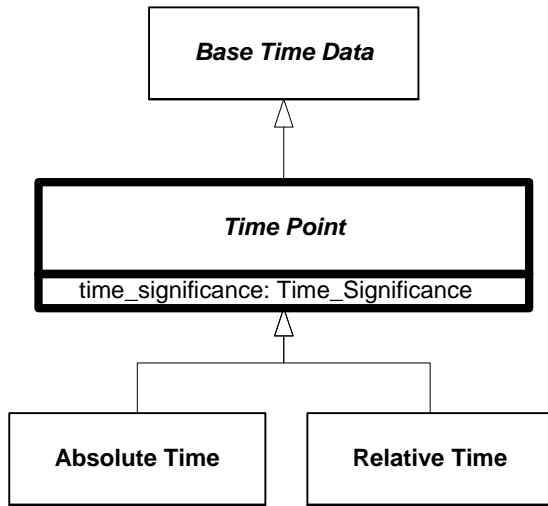 Base Time Data
Time Point
time_significance: Time_Significance
Absolute Time
Relative Time